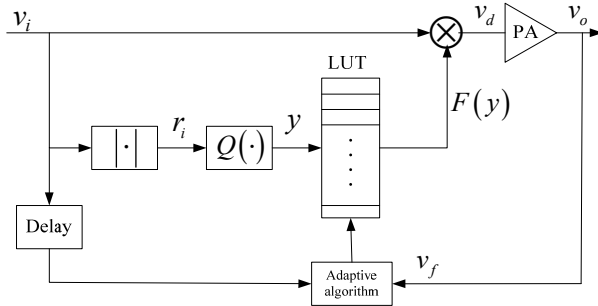 v_i
v_d
PA
v_o
LUT
F(y)
|·|
r_i
Q(·)
y
Delay
Adaptive
algorithm
v_f